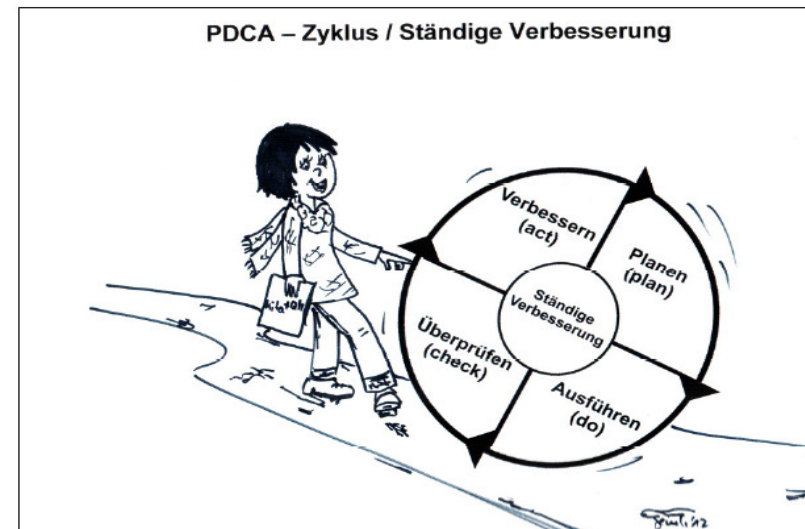 PDCA – Zyklus / Ständige Verbesserung
Verbessern
(act)
Planen
(plan)
Ständige
Verbesserung
Überprüfen
(check)
Ausführen
(do)